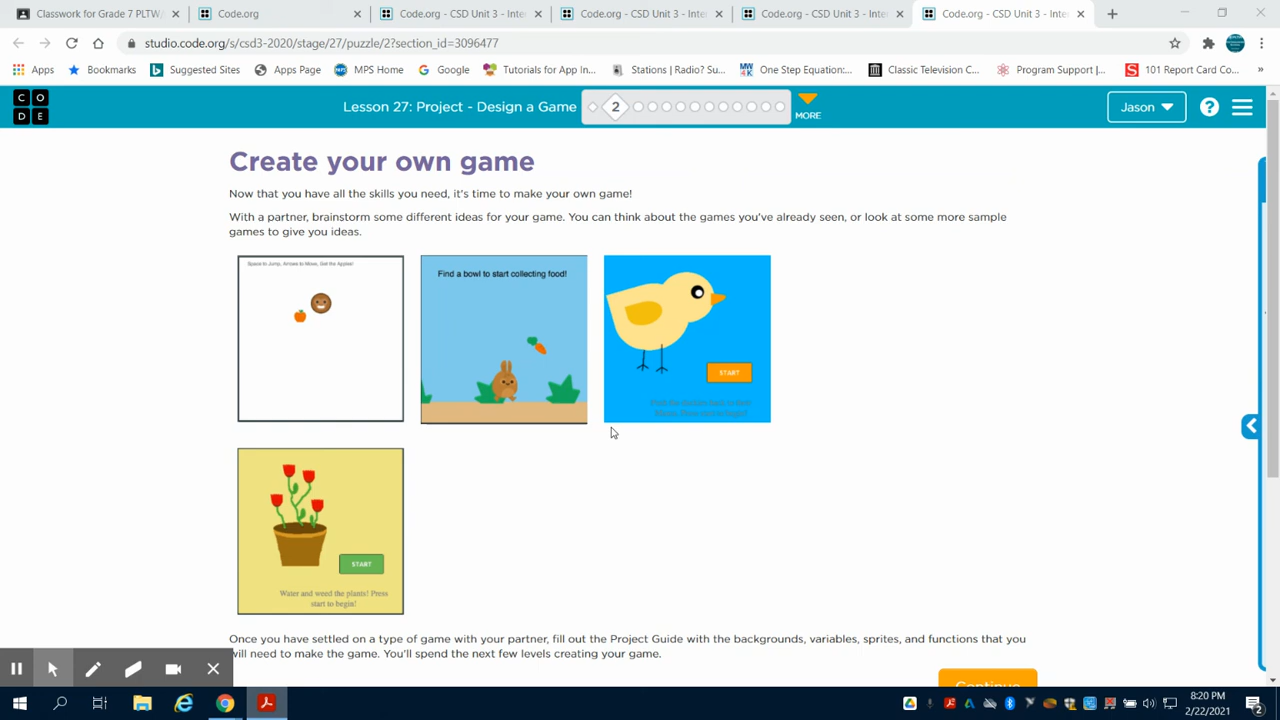 Classwork for Grade 7 PLTW/
Code.org
Code.org - CSD Unit 3 - Inte
Code.org - CSD Unit 3 - Inte
Code.org - CSD Unit 3 - Inte
Code.org - CSD Unit 3 - Inte
studio.code.org/s/csd3-2020/stage/27/puzzle/2?section_id=3096477
Apps
Bookmarks
Suggested Sites
Apps Page
MPS Home
Google
Tutorials for App In...
Stations | Radio? Su...
One Step Equation:...
Classic Television C...
Program Support |...
101 Report Card Co...
»
C O
D E
Lesson 27: Project - Design a Game
2
MORE
Jason
?
Create your own game
Now that you have all the skills you need, it's time to make your own game!
With a partner, brainstorm some different ideas for your game. You can think about the games you've already seen, or look at some more sample
games to give you ideas.
Space to Jump, Arrows to Move, Get the Apples!
Find a bowl to start collecting food!
START
START
Water and weed the plants! Press
start to begin!
Once you have settled on a type of game with your partner, fill out the Project Guide with the backgrounds, variables, sprites, and functions that you
will need to make the game. You'll spend the next few levels creating your game.
Continue
8:20 PM
2/22/2021
2